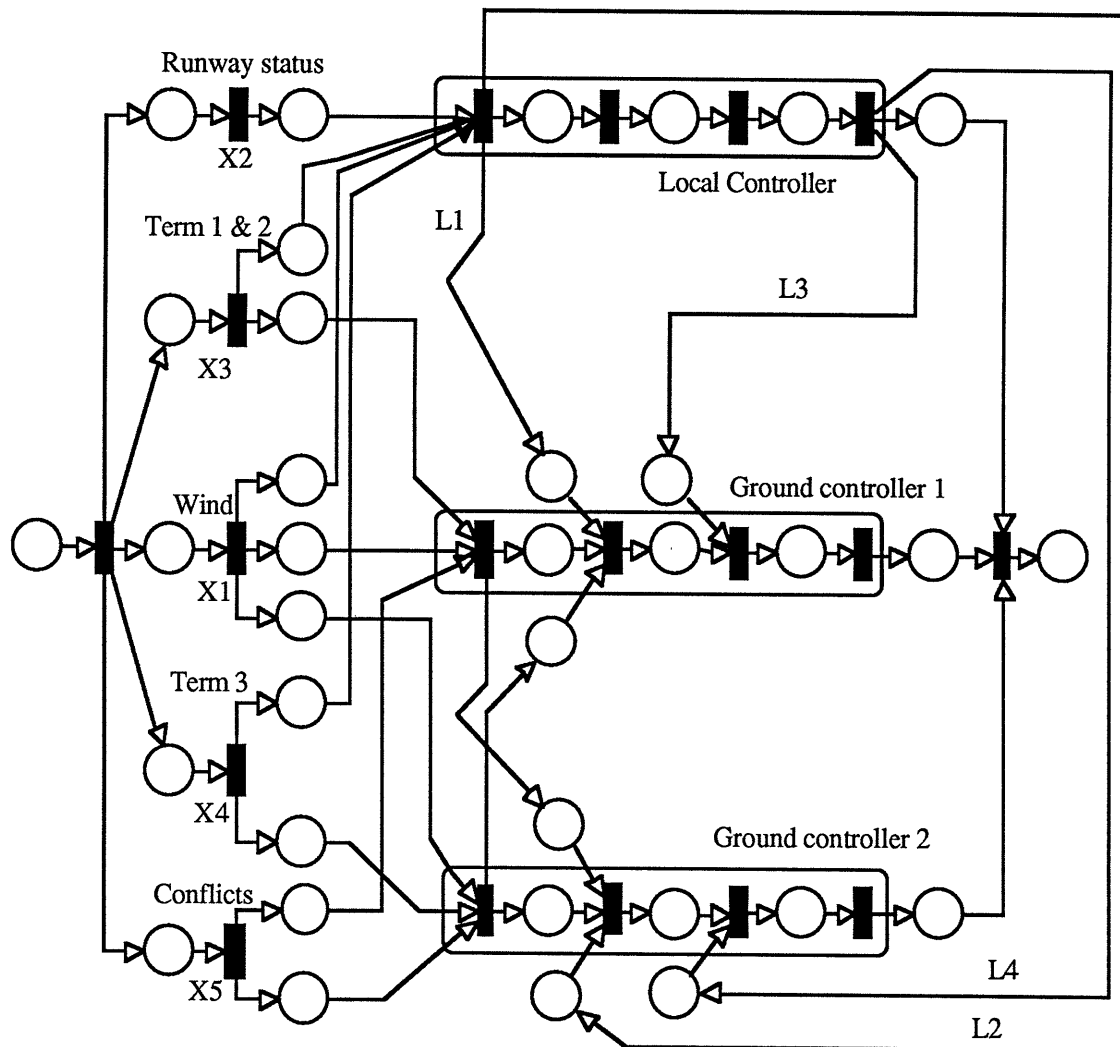 Runway status
X2
Local Controller
Term 1 & 2
L1
L3
X3
Wind
Ground controller 1
X1
Term 3
X4
Ground controller 2
Conflicts
X5
L4
L2